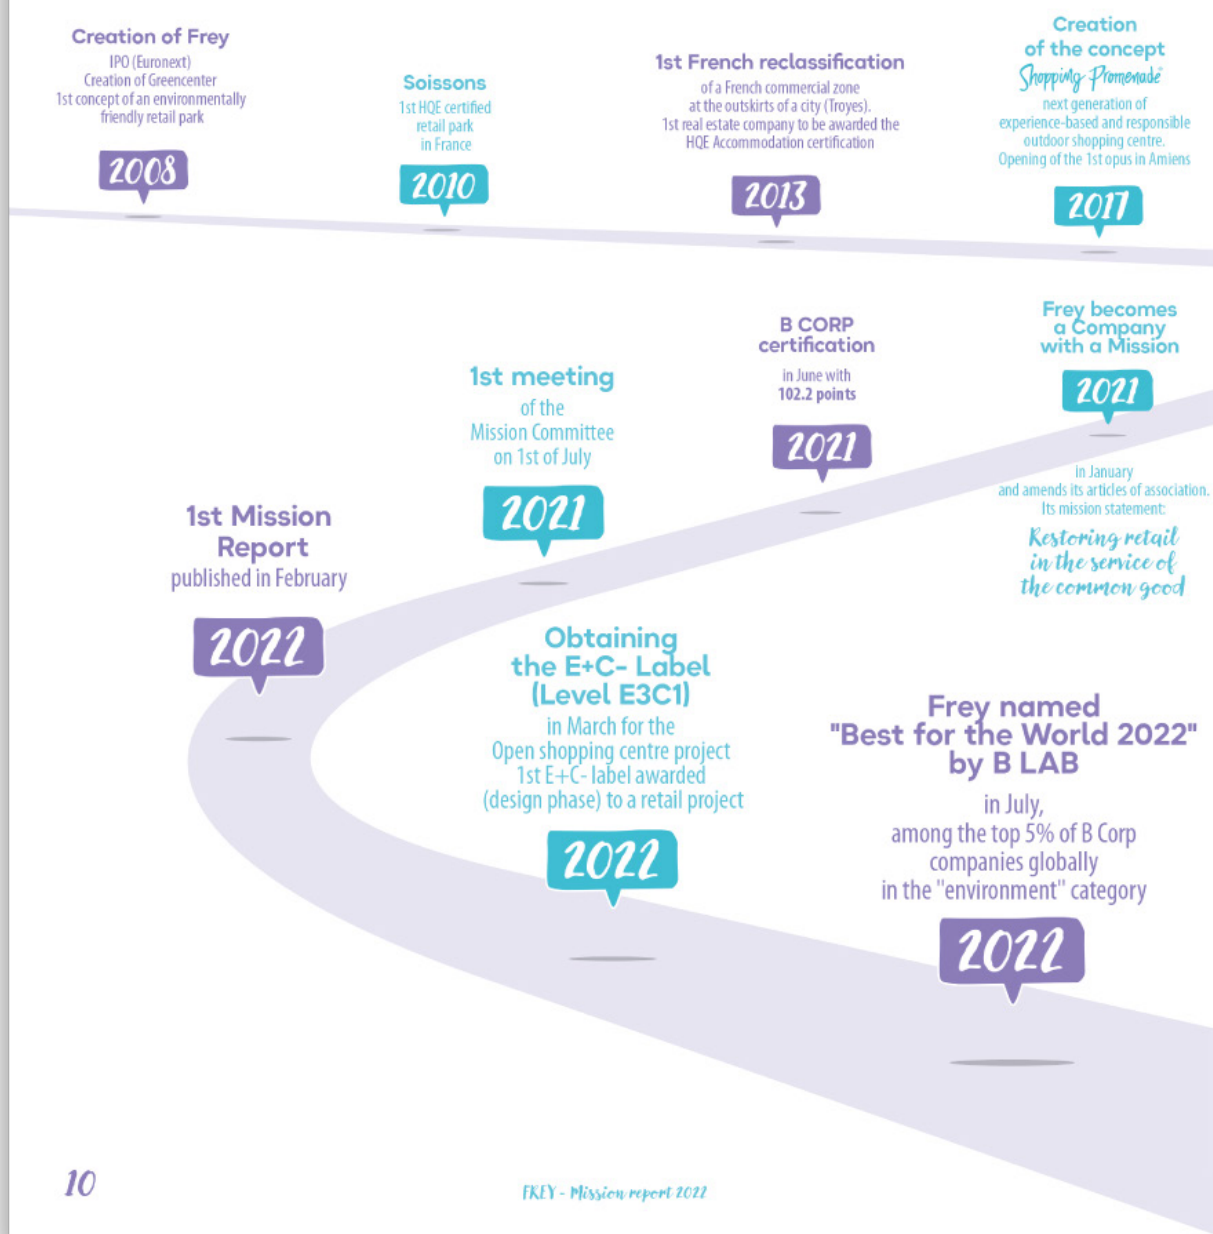 Creation of Frey
IPO (Euronext)
Creation of Greencenter
1st concept of an environmentally
friendly retail park
2008
Soissons
1st HQE certified
retail park
in France
2010
1st French reclassification
of a French commercial zone
at the outskirts of a city (Troyes).
1st real estate company to be awarded the
HQE Accommodation certification
2013
Creation
of the concept
Shopping Promenade®
next generation of
experience-based and responsible
outdoor shopping centre.
Opening of the 1st opus in Amiens
2017
Frey becomes
a Company
with a Mission
2021
in January
and amends its articles of association.
Its mission statement:
Restoring retail
in the service of
the common good
B CORP
certification
in June with
102.2 points
2021
1st meeting
of the
Mission Committee
on 1st of July
2021
1st Mission
Report
published in February
2022
Obtaining
the E+C- Label
(Level E3C1)
in March for the
Open shopping centre project
1st E+C- label awarded
(design phase) to a retail project
2022
Frey named
"Best for the World 2022"
by B LAB
in July,
among the top 5% of B Corp
companies globally
in the "environment" category
2022
10
FREY - Mission report 2022